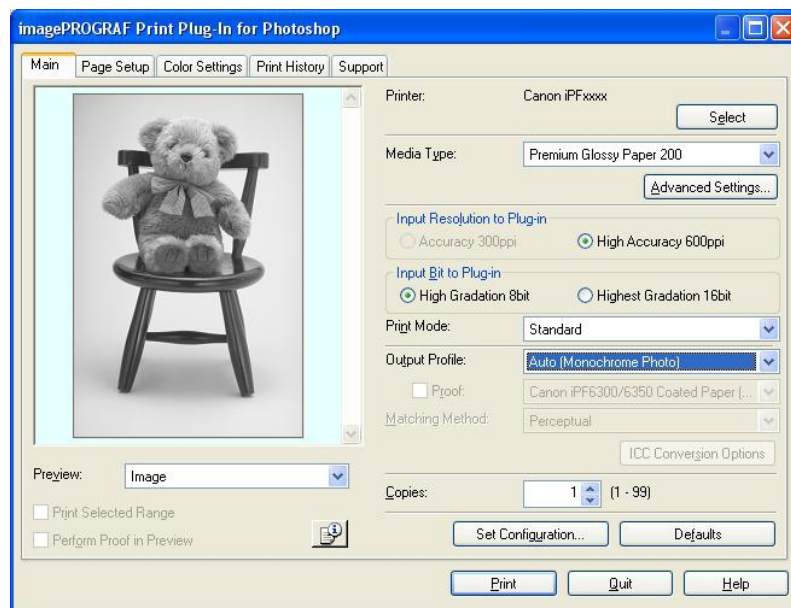 imagePROGRAF Print Plug-In for Photoshop
Main Page Setup Color Settings Print History Support
Printer: Canon iPFxxxx
Select
Media Type: Premium Glossy Paper 200
Advanced Settings...
Input Resolution to Plug-in
Accuracy 300ppi High Accuracy 600ppi
Input Bit to Plug-in
High Gradation 8bit Highest Gradation 16bit
Print Mode: Standard
Output Profile: Auto (Monochrome Photo)
Proof: Canon iPF6300/6350 Coated Paper (...
Matching Method: Perceptual
ICC Conversion Options
Preview: Image
Copies: 1 (1 - 99)
Print Selected Range
Perform Proof in Preview
Set Configuration... Defaults
Print Quit Help